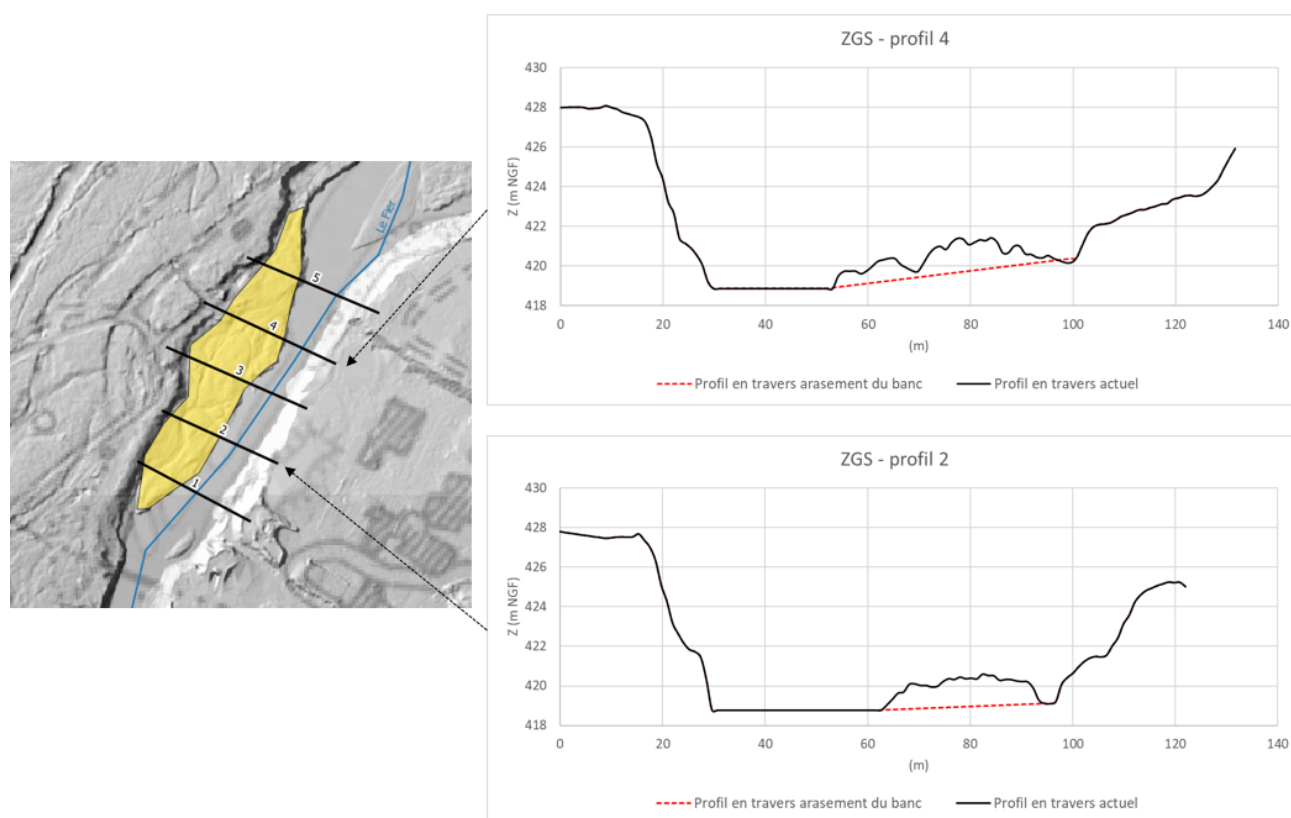 Le Fier
5
4
3
2
1
ZGS - profil 4
Z (m NGF)
430
428
426
424
422
420
418
0 20 40 60 80 100 120 140
(m)
Profil en travers arasement du banc Profil en travers actuel
ZGS - profil 2
Z (m NGF)
430
428
426
424
422
420
418
0 20 40 60 80 100 120 140
(m)
Profil en travers arasement du banc Profil en travers actuel